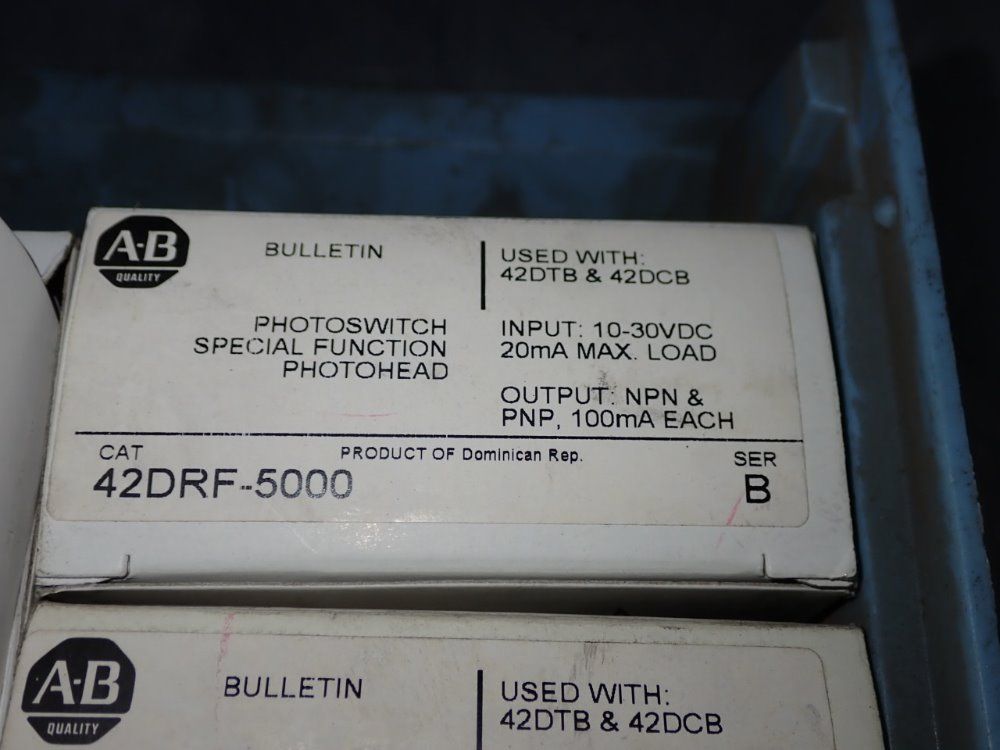 A-B
QUALITY
BULLETIN
PHOTOSWITCH
SPECIAL FUNCTION
PHOTOHEAD
USED WITH:
42DTB & 42DCB
INPUT: 10-30VDC
20mA MAX. LOAD
OUTPUT: NPN &
PNP, 100mA EACH
CAT
PRODUCT OF Dominican Rep.
SER
42DRF-5000
B
A-B
QUALITY
BULLETIN
USED WITH:
42DTB & 42DCB